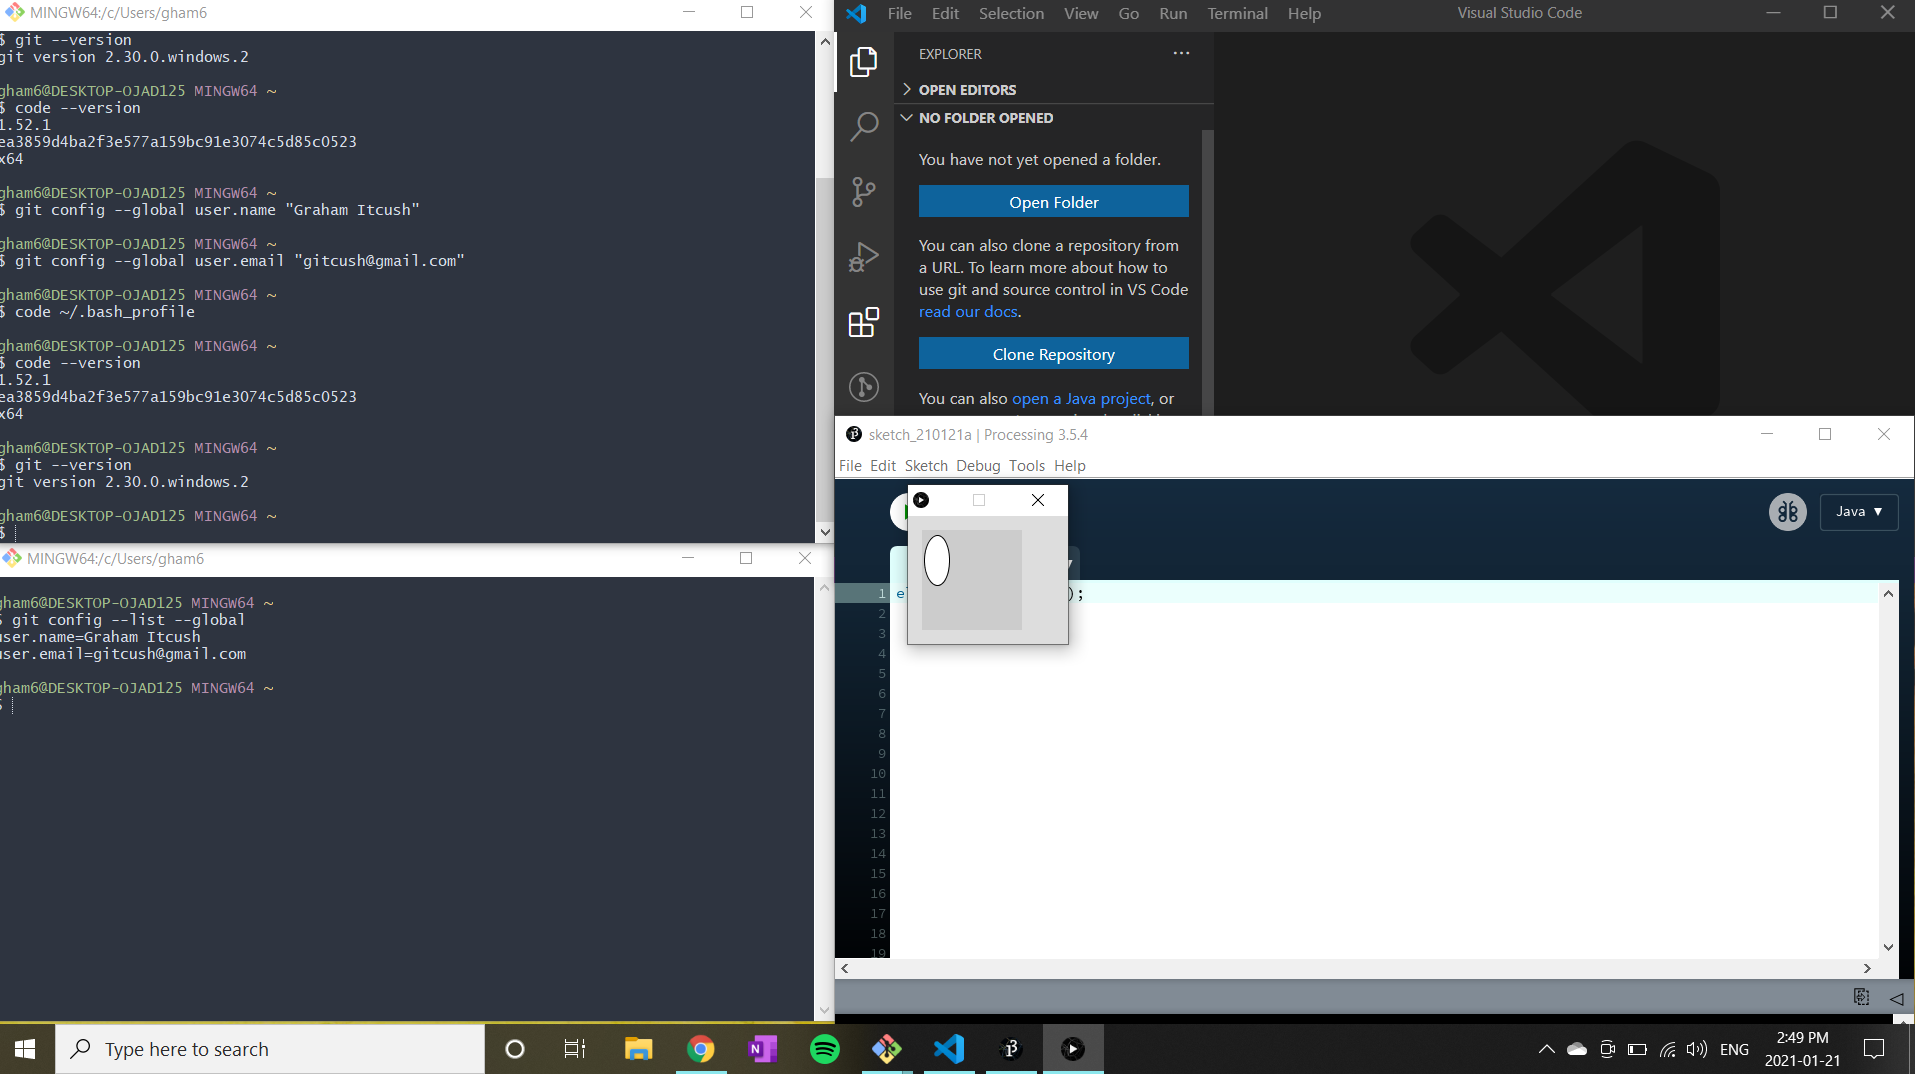 MINGW64:/c/Users/gham6
$ git --version
git version 2.30.0.windows.2
gham6@DESKTOP-OJAD125 MINGW64 ~
$ code --version
1.52.1
ea3859d4ba2f3e577a159bc91e3074c5d85c0523
x64
gham6@DESKTOP-OJAD125 MINGW64 ~
$ git config --global user.name "Graham Itcush"
gham6@DESKTOP-OJAD125 MINGW64 ~
$ git config --global user.email "gitcush@gmail.com"
gham6@DESKTOP-OJAD125 MINGW64 ~
$ code ~/.bash_profile
gham6@DESKTOP-OJAD125 MINGW64 ~
$ code --version
1.52.1
ea3859d4ba2f3e577a159bc91e3074c5d85c0523
x64
gham6@DESKTOP-OJAD125 MINGW64 ~
$ git --version
git version 2.30.0.windows.2
gham6@DESKTOP-OJAD125 MINGW64 ~
$
MINGW64:/c/Users/gham6
gham6@DESKTOP-OJAD125 MINGW64 ~
$ git config --list --global
user.name=Graham Itcush
user.email=gitcush@gmail.com
gham6@DESKTOP-OJAD125 MINGW64 ~
$
File Edit Selection View Go Run Terminal Help Visual Studio Code
EXPLORER
OPEN EDITORS
NO FOLDER OPENED
You have not yet opened a folder.
Open Folder
You can also clone a repository from
a URL. To learn more about how to
use git and source control in VS Code
read our docs.
Clone Repository
You can also open a Java project, or
sketch_210121a | Processing 3.5.4
File Edit Sketch Debug Tools Help
Java ▼
1 e );
2
3
4
5
6
7
8
9
10
11
12
13
14
15
16
17
18
19
Type here to search
ENG
2:49 PM
2021-01-21